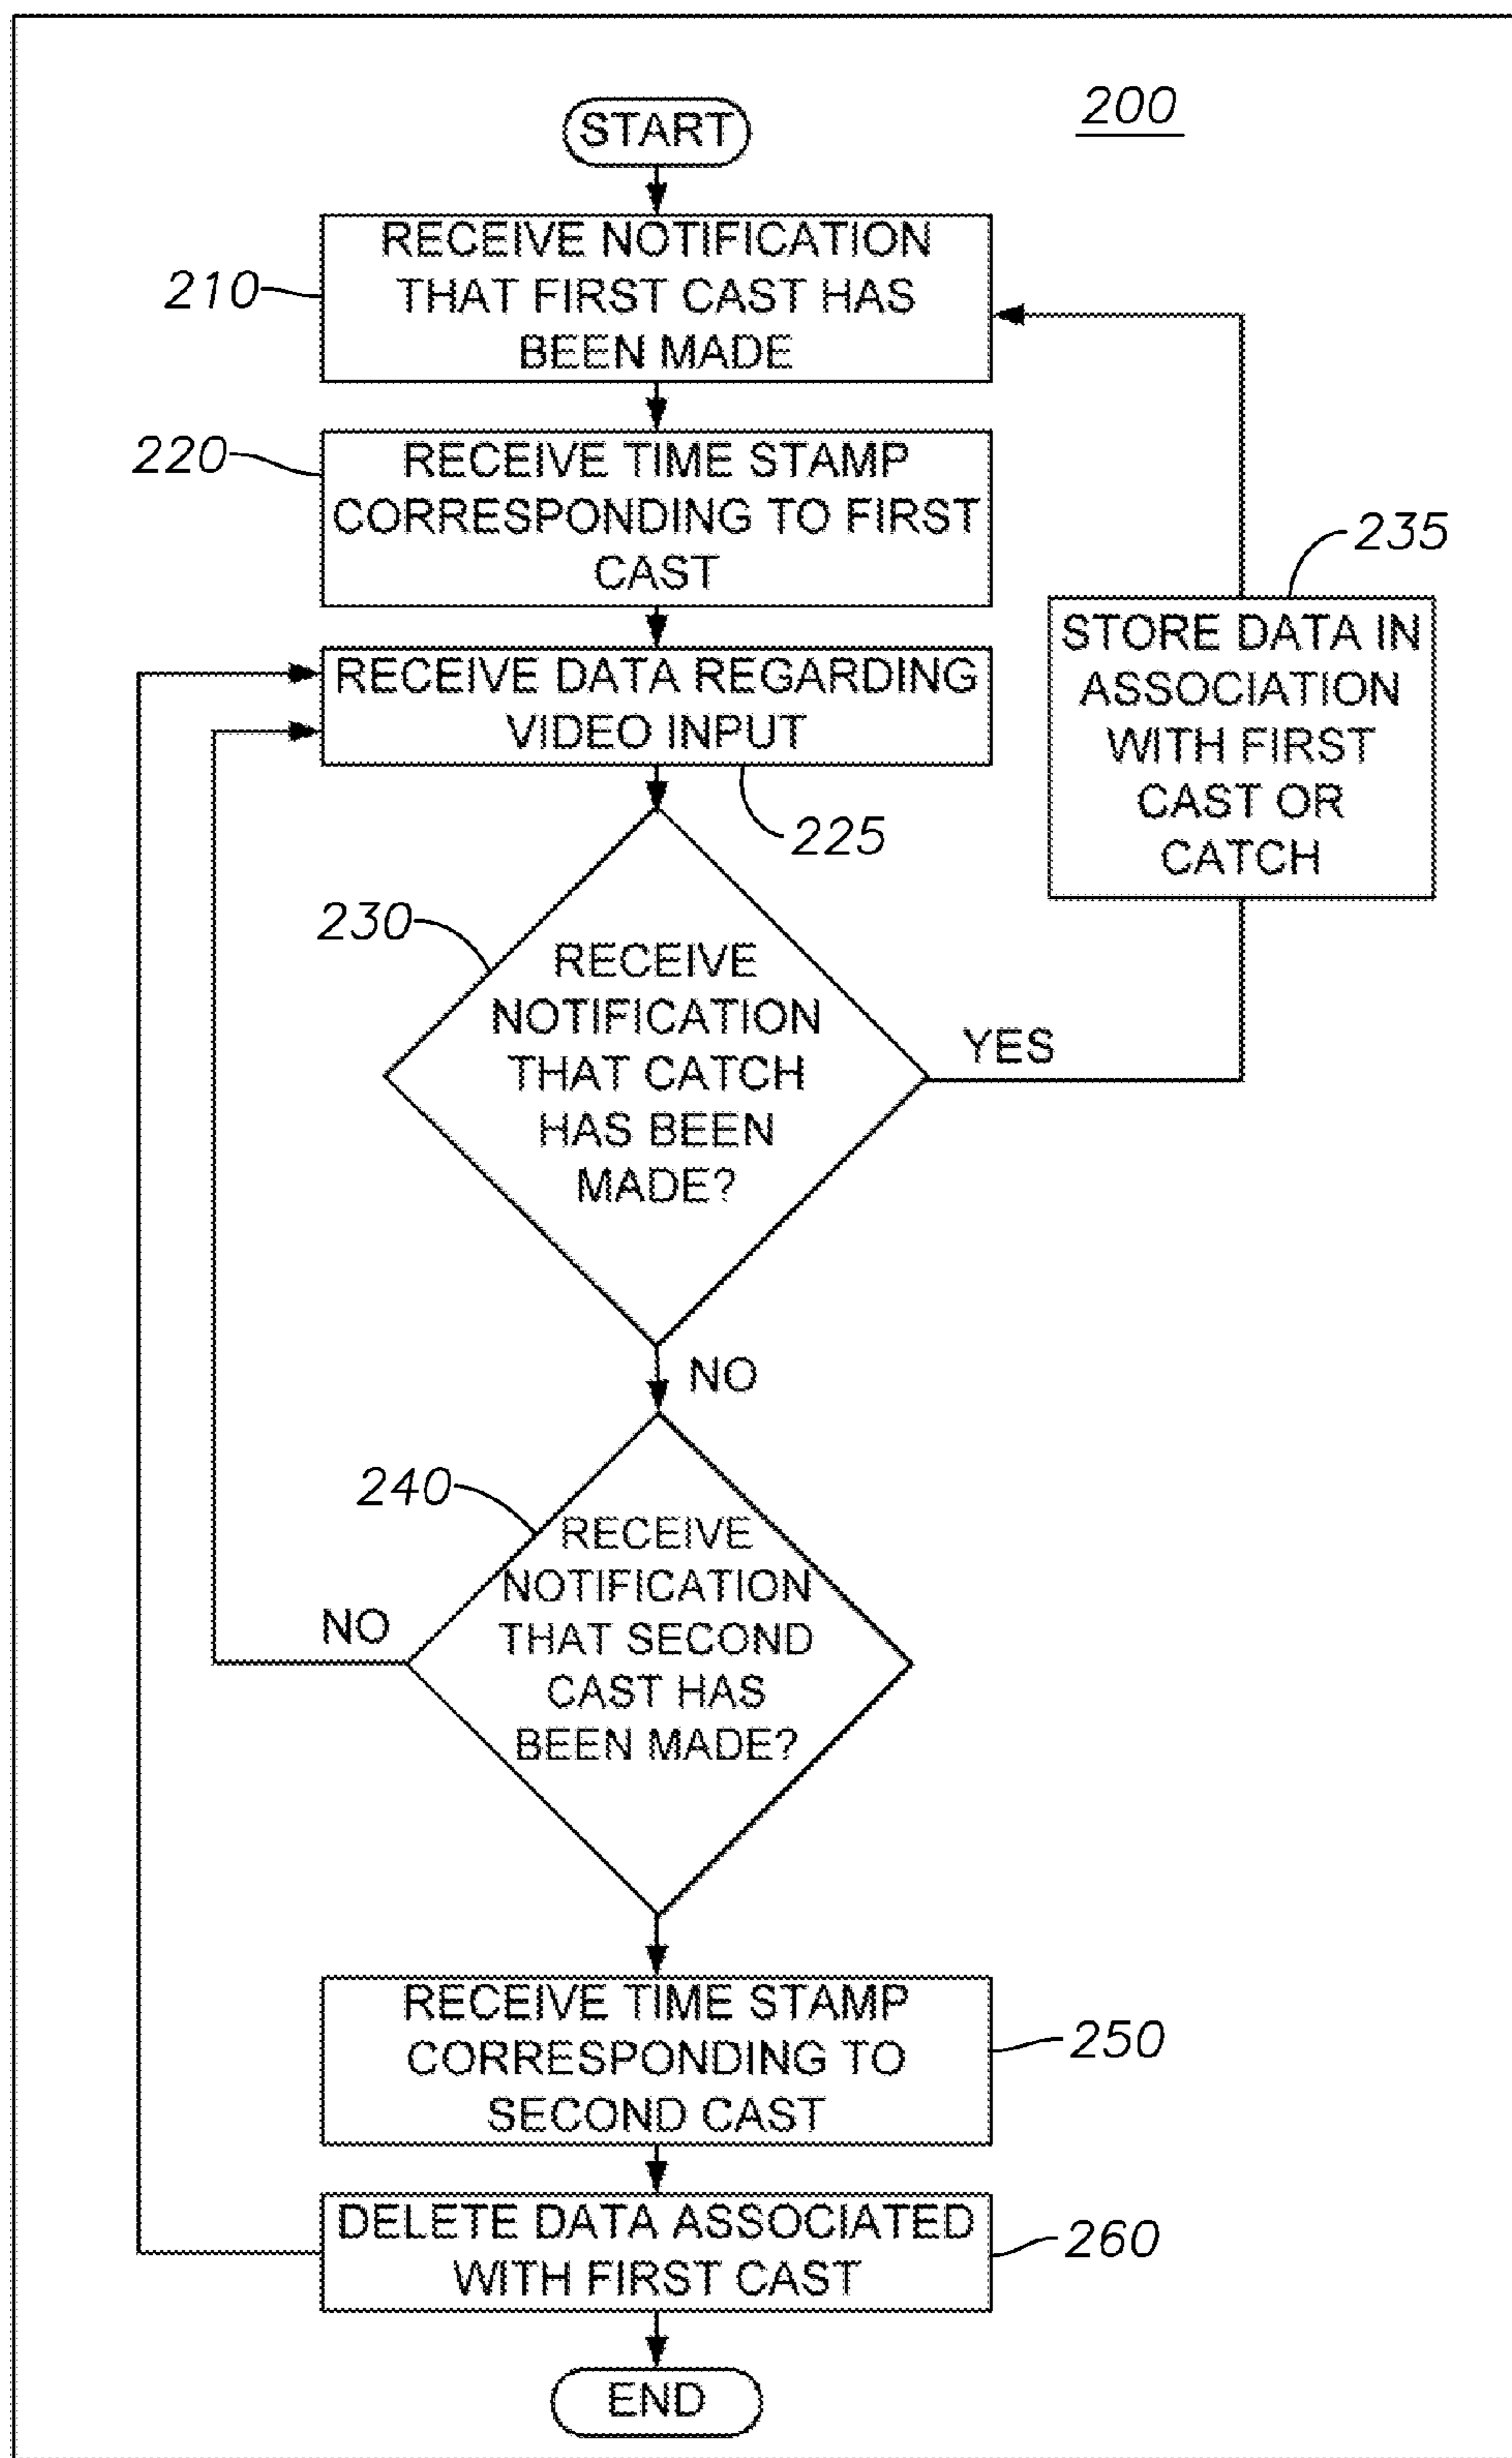 200
START
RECEIVE NOTIFICATION
THAT FIRST CAST HAS
BEEN MADE
210
RECEIVE TIME STAMP
CORRESPONDING TO FIRST
CAST
220
RECEIVE DATA REGARDING
VIDEO INPUT
225
235
STORE DATA IN
ASSOCIATION
WITH FIRST
CAST OR
CATCH
230
RECEIVE
NOTIFICATION
THAT CATCH
HAS BEEN
MADE?
YES
NO
240
RECEIVE
NOTIFICATION
THAT SECOND
CAST HAS
BEEN MADE?
NO
RECEIVE TIME STAMP
CORRESPONDING TO
SECOND CAST
250
DELETE DATA ASSOCIATED
WITH FIRST CAST
260
END